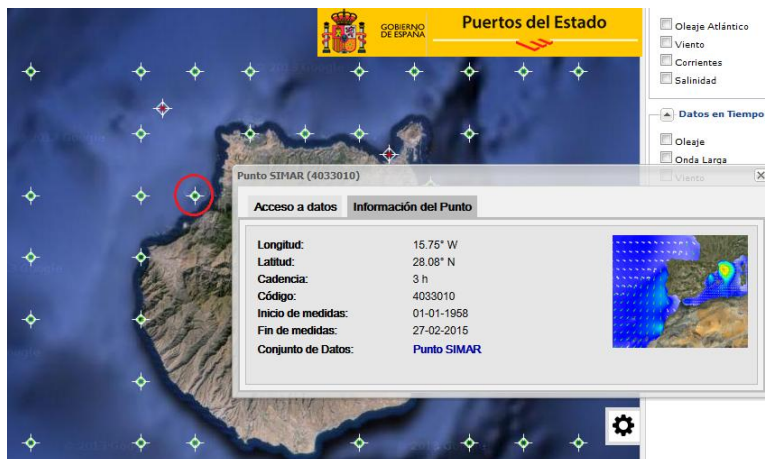 GOBIERNO
DE ESPAÑA
Puertos del Estado
Oleaje Atlántico
Viento
Corrientes
Salinidad
Datos en Tiempo
Oleaje
Onda Larga
Viento
Punto SIMAR (4033010)
Acceso a datos
Información del Punto
Longitud: 15.75° W
Latitud: 28.08° N
Cadencia: 3 h
Código: 4033010
Inicio de medidas: 01-01-1958
Fin de medidas: 27-02-2015
Conjunto de Datos: Punto SIMAR